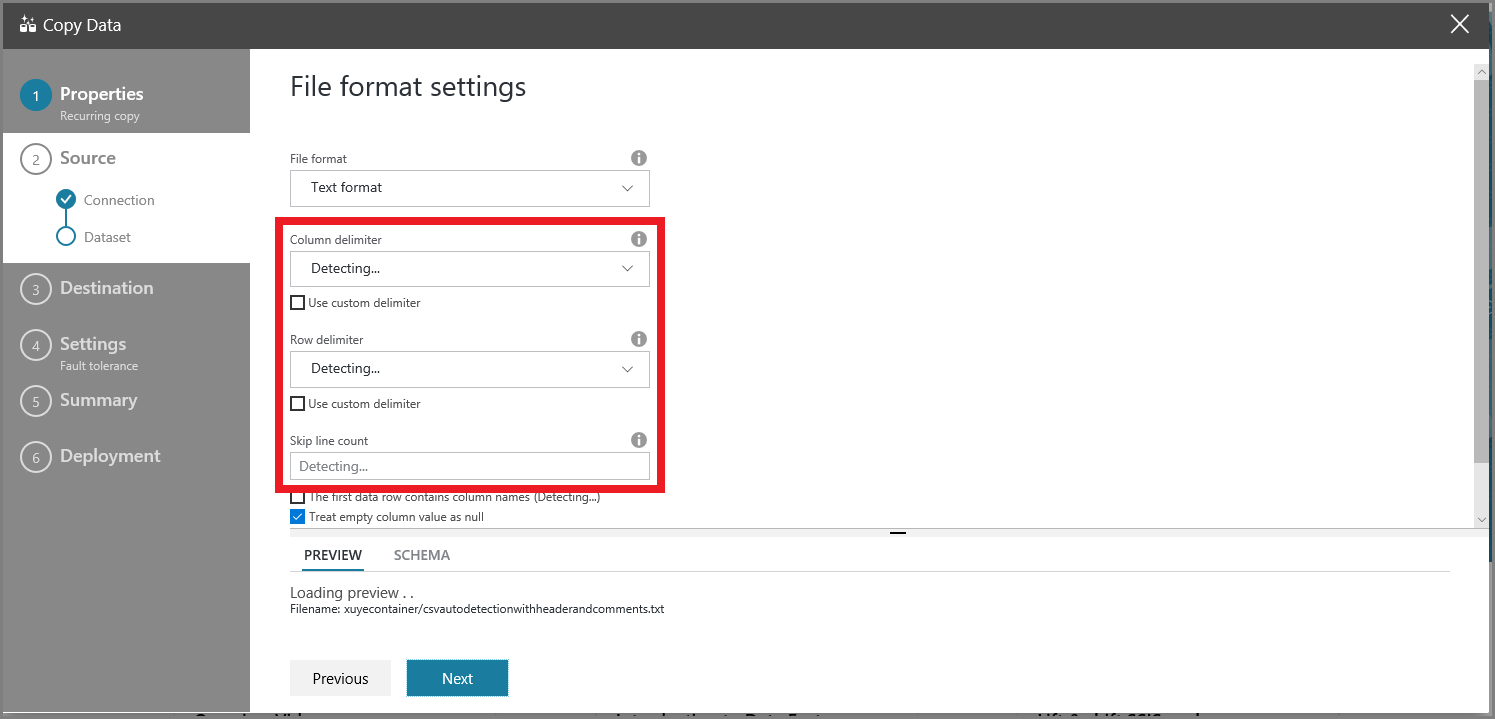 Copy Data
1
Properties
Recurring copy
2
Source
Connection
Dataset
3
Destination
4
Settings
Fault tolerance
5
Summary
6
Deployment
File format settings
File format
Text format
Column delimiter
Detecting...
Use custom delimiter
Row delimiter
Detecting...
Use custom delimiter
Skip line count
Detecting...
The first data row contains column names (Detecting...)
Treat empty column value as null
PREVIEW SCHEMA
Loading preview . .
Filename: xuyecontainer/csvautodetectionwithheaderandcomments.txt
Previous Next